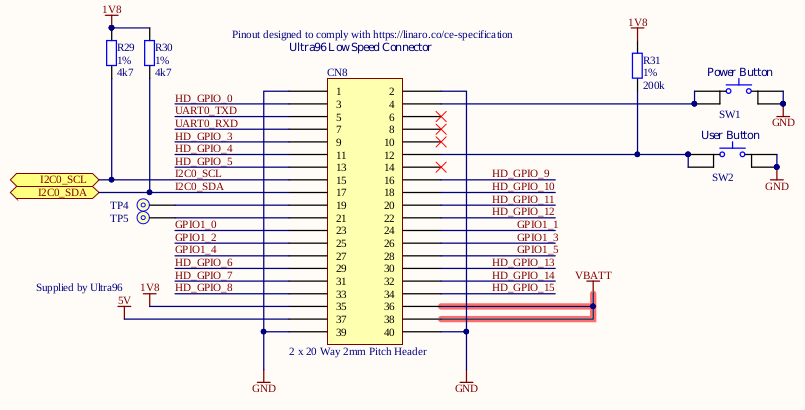 1V8
1V8
Pinout designed to comply with https://linaro.co/ce-specification
Ultra96 Low Speed Connector
R29
1%
4k7
R30
1%
4k7
R31
1%
200k
Power Button
SW1
GND
User Button
SW2
GND
CN8
1 2
HD_GPIO_0 3 4
UART0_TXD 5 6
UART0_RXD 7 8
HD_GPIO_3 9 10
HD_GPIO_4 11 12
HD_GPIO_5 13 14
I2C0_SCL I2C0_SCL 15 16 HD_GPIO_9
I2C0_SDA I2C0_SDA 17 18 HD_GPIO_10
TP4 19 20 HD_GPIO_11
TP5 21 22 HD_GPIO_12
GPIO1_0 23 24 GPIO1_1
GPIO1_2 25 26 GPIO1_3
GPIO1_4 27 28 GPIO1_5
HD_GPIO_6 29 30 HD_GPIO_13
HD_GPIO_7 31 32 HD_GPIO_14
HD_GPIO_8 33 34 HD_GPIO_15
VBATT
Supplied by Ultra96
1V8
5V
35 36
37 38
39 40
2 x 20 Way 2mm Pitch Header
GND
GND